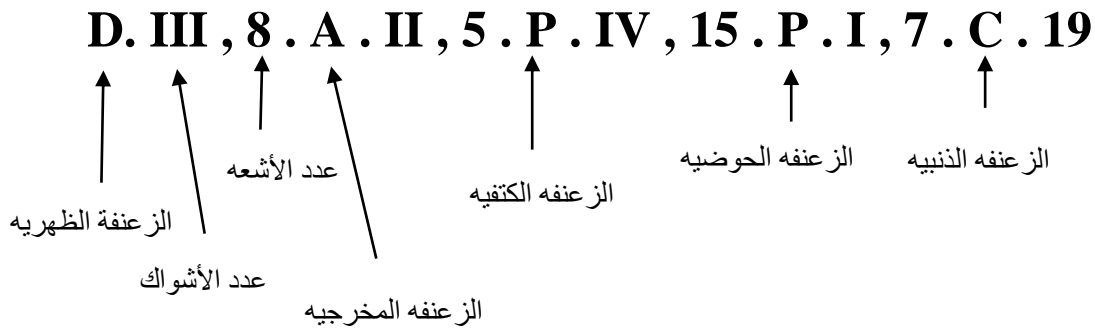 D. III , 8 . A . II , 5 . P . IV , 15 . P . I , 7 . C . 19
الزعنفة الظهريه
عدد الأشواك
عدد الأشعه
الزعنفه المخرجيه
الزعنفه الكتفيه
الزعنفه الحوضيه
الزعنفه الذنبيه